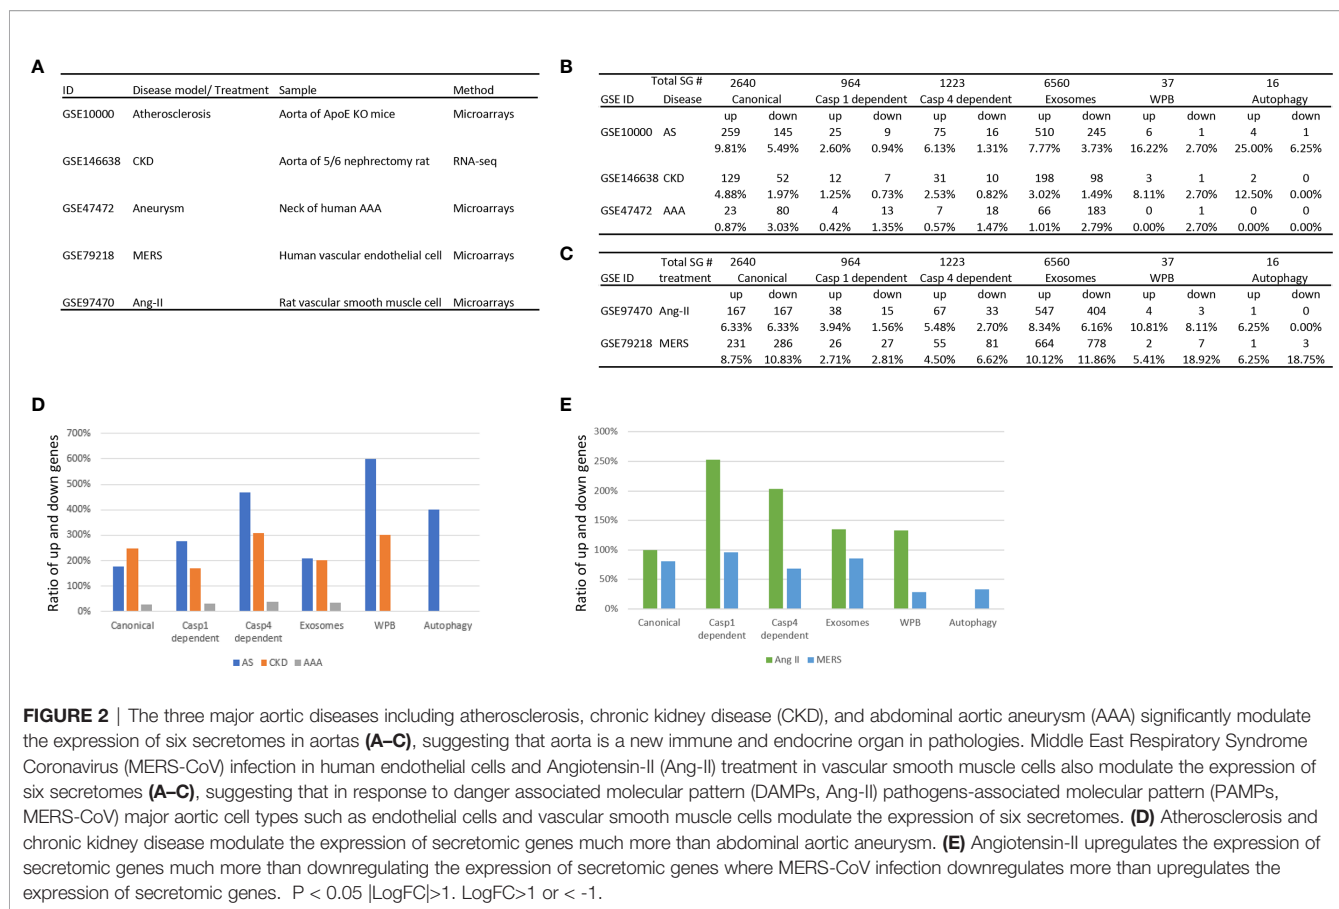 A
ID Disease model/ Treatment Sample Method
GSE10000 Atherosclerosis Aorta of ApoE KO mice Microarrays
GSE146638 CKD Aorta of 5/6 nephrectomy rat RNA-seq
GSE47472 Aneurysm Neck of human AAA Microarrays
GSE79218 MERS Human vascular endothelial cell Microarrays
GSE97470 Ang-II Rat vascular smooth muscle cell Microarrays
B
Total SG # 2640 964 1223 6560 37 16
GSE ID Disease Canonical Casp 1 dependent Casp 4 dependent Exosomes WPB Autophagy
up down up down up down up down up down up down
GSE10000 AS 259 145 25 9 75 16 510 245 6 1 4 1
9.81% 5.49% 2.60% 0.94% 6.13% 1.31% 7.77% 3.73% 16.22% 2.70% 25.00% 6.25%
GSE146638 CKD 129 52 12 7 31 10 198 98 3 1 2 0
4.88% 1.97% 1.25% 0.73% 2.53% 0.82% 3.02% 1.49% 8.11% 2.70% 12.50% 0.00%
GSE47472 AAA 23 80 4 13 7 18 66 183 0 1 0 0
0.87% 3.03% 0.42% 1.35% 0.57% 1.47% 1.01% 2.79% 0.00% 2.70% 0.00% 0.00%
C
Total SG # 2640 964 1223 6560 37 16
GSE ID treatment Canonical Casp 1 dependent Casp 4 dependent Exosomes WPB Autophagy
up down up down up down up down up down up down
GSE97470 Ang-II 167 167 38 15 67 33 547 404 4 3 1 0
6.33% 6.33% 3.94% 1.56% 5.48% 2.70% 8.34% 6.16% 10.81% 8.11% 6.25% 0.00%
GSE79218 MERS 231 286 26 27 55 81 664 778 2 7 1 3
8.75% 10.83% 2.71% 2.81% 4.50% 6.62% 10.12% 11.86% 5.41% 18.92% 6.25% 18.75%
D
Ratio of up and down genes
700%
600%
500%
400%
300%
200%
100%
0%
Canonical Casp1 dependent Casp4 dependent Exosomes WPB Autophagy
AS CKD AAA
E
Ratio of up and down genes
300%
250%
200%
150%
100%
50%
0%
Canonical Casp1 dependent Casp4 dependent Exosomes WPB Autophagy
Ang II MERS
FIGURE 2 | The three major aortic diseases including atherosclerosis, chronic kidney disease (CKD), and abdominal aortic aneurysm (AAA) significantly modulate
the expression of six secretomes in aortas (A–C), suggesting that aorta is a new immune and endocrine organ in pathologies. Middle East Respiratory Syndrome
Coronavirus (MERS-CoV) infection in human endothelial cells and Angiotensin-II (Ang-II) treatment in vascular smooth muscle cells also modulate the expression of
six secretomes (A–C), suggesting that in response to danger associated molecular pattern (DAMPs, Ang-II) pathogens-associated molecular pattern (PAMPs,
MERS-CoV) major aortic cell types such as endothelial cells and vascular smooth muscle cells modulate the expression of six secretomes. (D) Atherosclerosis and
chronic kidney disease modulate the expression of secretomic genes much more than abdominal aortic aneurysm. (E) Angiotensin-II upregulates the expression of
secretomic genes much more than downregulating the expression of secretomic genes where MERS-CoV infection downregulates more than upregulates the
expression of secretomic genes. P < 0.05 |LogFC|>1. LogFC>1 or < -1.